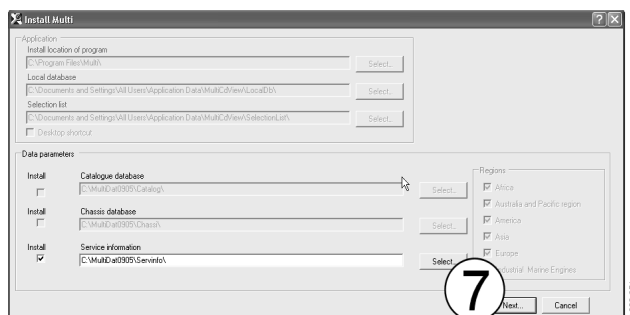 Install Multi
Application
Install location of program
C:\Program Files\Multi\
Select..
Local database
C:\Documents and Settings\All Users\Application Data\MultiCdView\LocalDb\
Select..
Selection list
C:\Documents and Settings\All Users\Application Data\MultiCdView\SelectionList\
Select..
Desktop shortcut
Data parameters
Install
Catalogue database
C:\MultiDat0905\Catalog\
Select..
Install
Chassis database
C:\MultiDat0905\Chassi\
Select..
Install
Service information
C:\MultiDat0905\Servinfo\
Select..
Regions
Africa
Australia and Pacific region
America
Asia
Europe
Industrial Marine Engines
7
Next...
Cancel